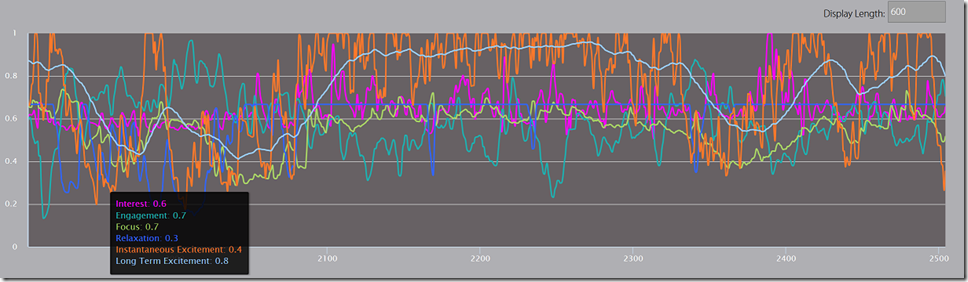 Display Length: 600
1
0.8
0.6
0.4
0.2
0
Interest: 0.6
Engagement: 0.7
Focus: 0.7
Relaxation: 0.3
Instantaneous Excitement: 0.4
Long Term Excitement: 0.8
2100 2200 2300 2400 2500